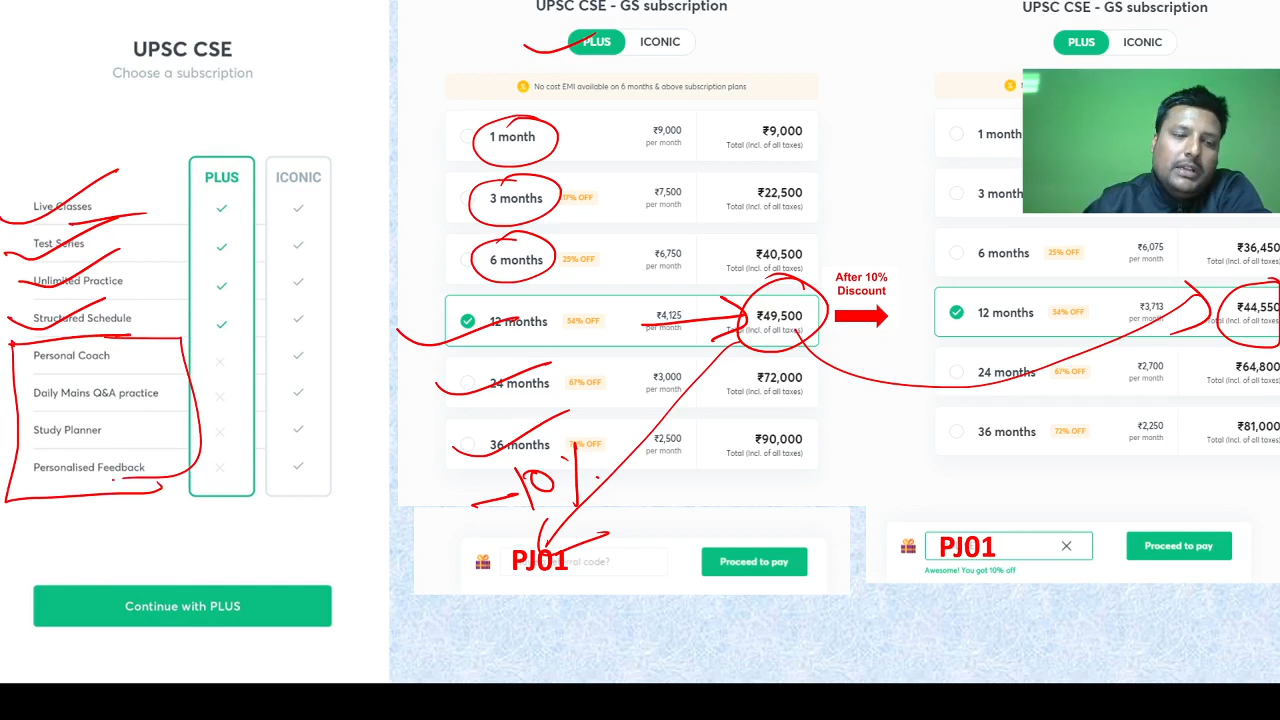 UPSC CSE
Choose a subscription
PLUS
ICONIC
Live Classes
Test Series
Unlimited Practice
Structured Schedule
Personal Coach
Daily Mains Q&A practice
Study Planner
Personalised Feedback
Continue with PLUS
UPSC CSE - GS subscription
PLUS
ICONIC
No cost EMI available on 6 months & above subscription plans
1 month
₹9,000
per month
₹9,000
Total (Incl. of all taxes)
3 months
17% OFF
₹7,500
per month
₹22,500
Total (Incl. of all taxes)
6 months
25% OFF
₹6,750
per month
₹40,500
Total (Incl. of all taxes)
12 months
54% OFF
₹4,125
per month
₹49,500
Total (Incl. of all taxes)
24 months
67% OFF
₹3,000
per month
₹72,000
Total (Incl. of all taxes)
36 months
OFF
₹2,500
per month
₹90,000
Total (Incl. of all taxes)
-10%
PJ01
code?
Proceed to pay
After 10%
Discount
UPSC CSE - GS subscription
PLUS
ICONIC
1 month
3 months
6 months
25% OFF
₹6,075
per month
₹36,450
Total (Incl. of all taxes)
12 months
54% OFF
₹3,713
per month
₹44,550
Total (Incl. of all taxes)
24 months
67% OFF
₹2,700
per month
₹64,800
Total (Incl. of all taxes)
36 months
72% OFF
₹2,250
per month
₹81,000
Total (Incl. of all taxes)
PJ01
Proceed to pay
Awesome! You got 10% off